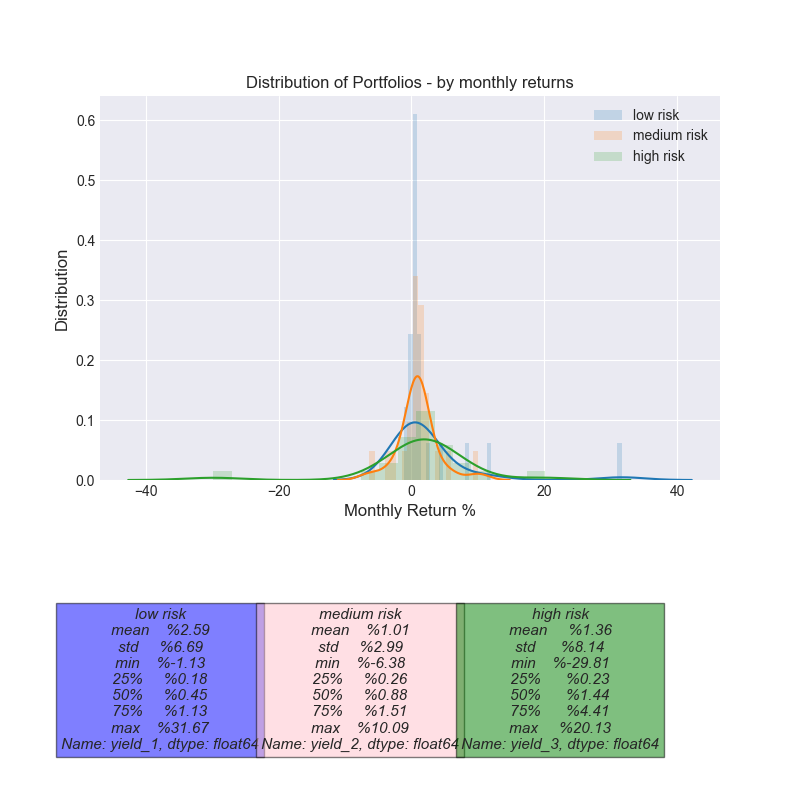 Distribution of Portfolios - by monthly returns
low risk
medium risk
high risk
0.6
0.5
0.4
0.3
0.2
0.1
0.0
Distribution
−40
−20
0
20
40
Monthly Return %
low risk
mean %2.59
std %6.69
min %-1.13
25% %0.18
50% %0.45
75% %1.13
max %31.67
Name: yield_1, dtype: float64
medium risk
mean %1.01
std %2.99
min %-6.38
25% %0.26
50% %0.88
75% %1.51
max %10.09
Name: yield_2, dtype: float64
high risk
mean %1.36
std %8.14
min %-29.81
25% %0.23
50% %1.44
75% %4.41
max %20.13
Name: yield_3, dtype: float64